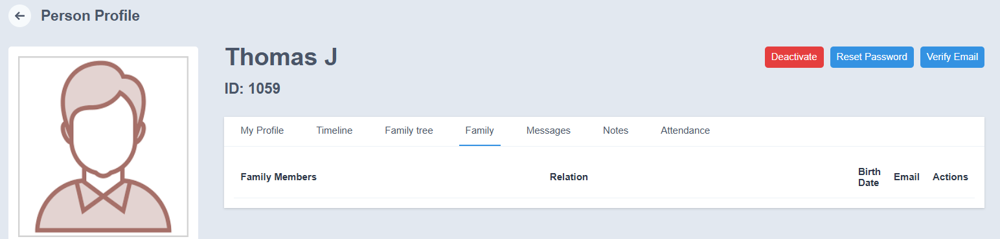 Person Profile
Thomas J
Deactivate Reset Password Verify Email
ID: 1059
My Profile Timeline Family tree Family Messages Notes Attendance
Family Members Relation Birth Date Email Actions